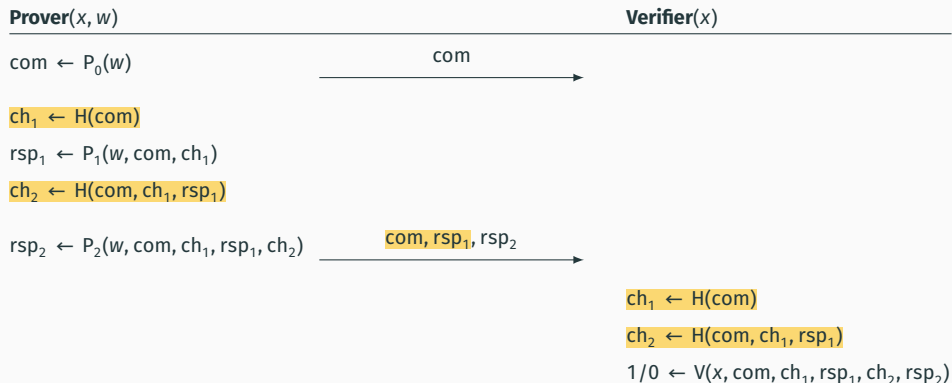 Prover(x, w) Verifier(x)
com ← P₀(w) com
ch₁ ← H(com)
rsp₁ ← P₁(w, com, ch₁)
ch₂ ← H(com, ch₁, rsp₁)
rsp₂ ← P₂(w, com, ch₁, rsp₁, ch₂) com, rsp₁, rsp₂
ch₁ ← H(com)
ch₂ ← H(com, ch₁, rsp₁)
1/0 ← V(x, com, ch₁, rsp₁, ch₂, rsp₂)